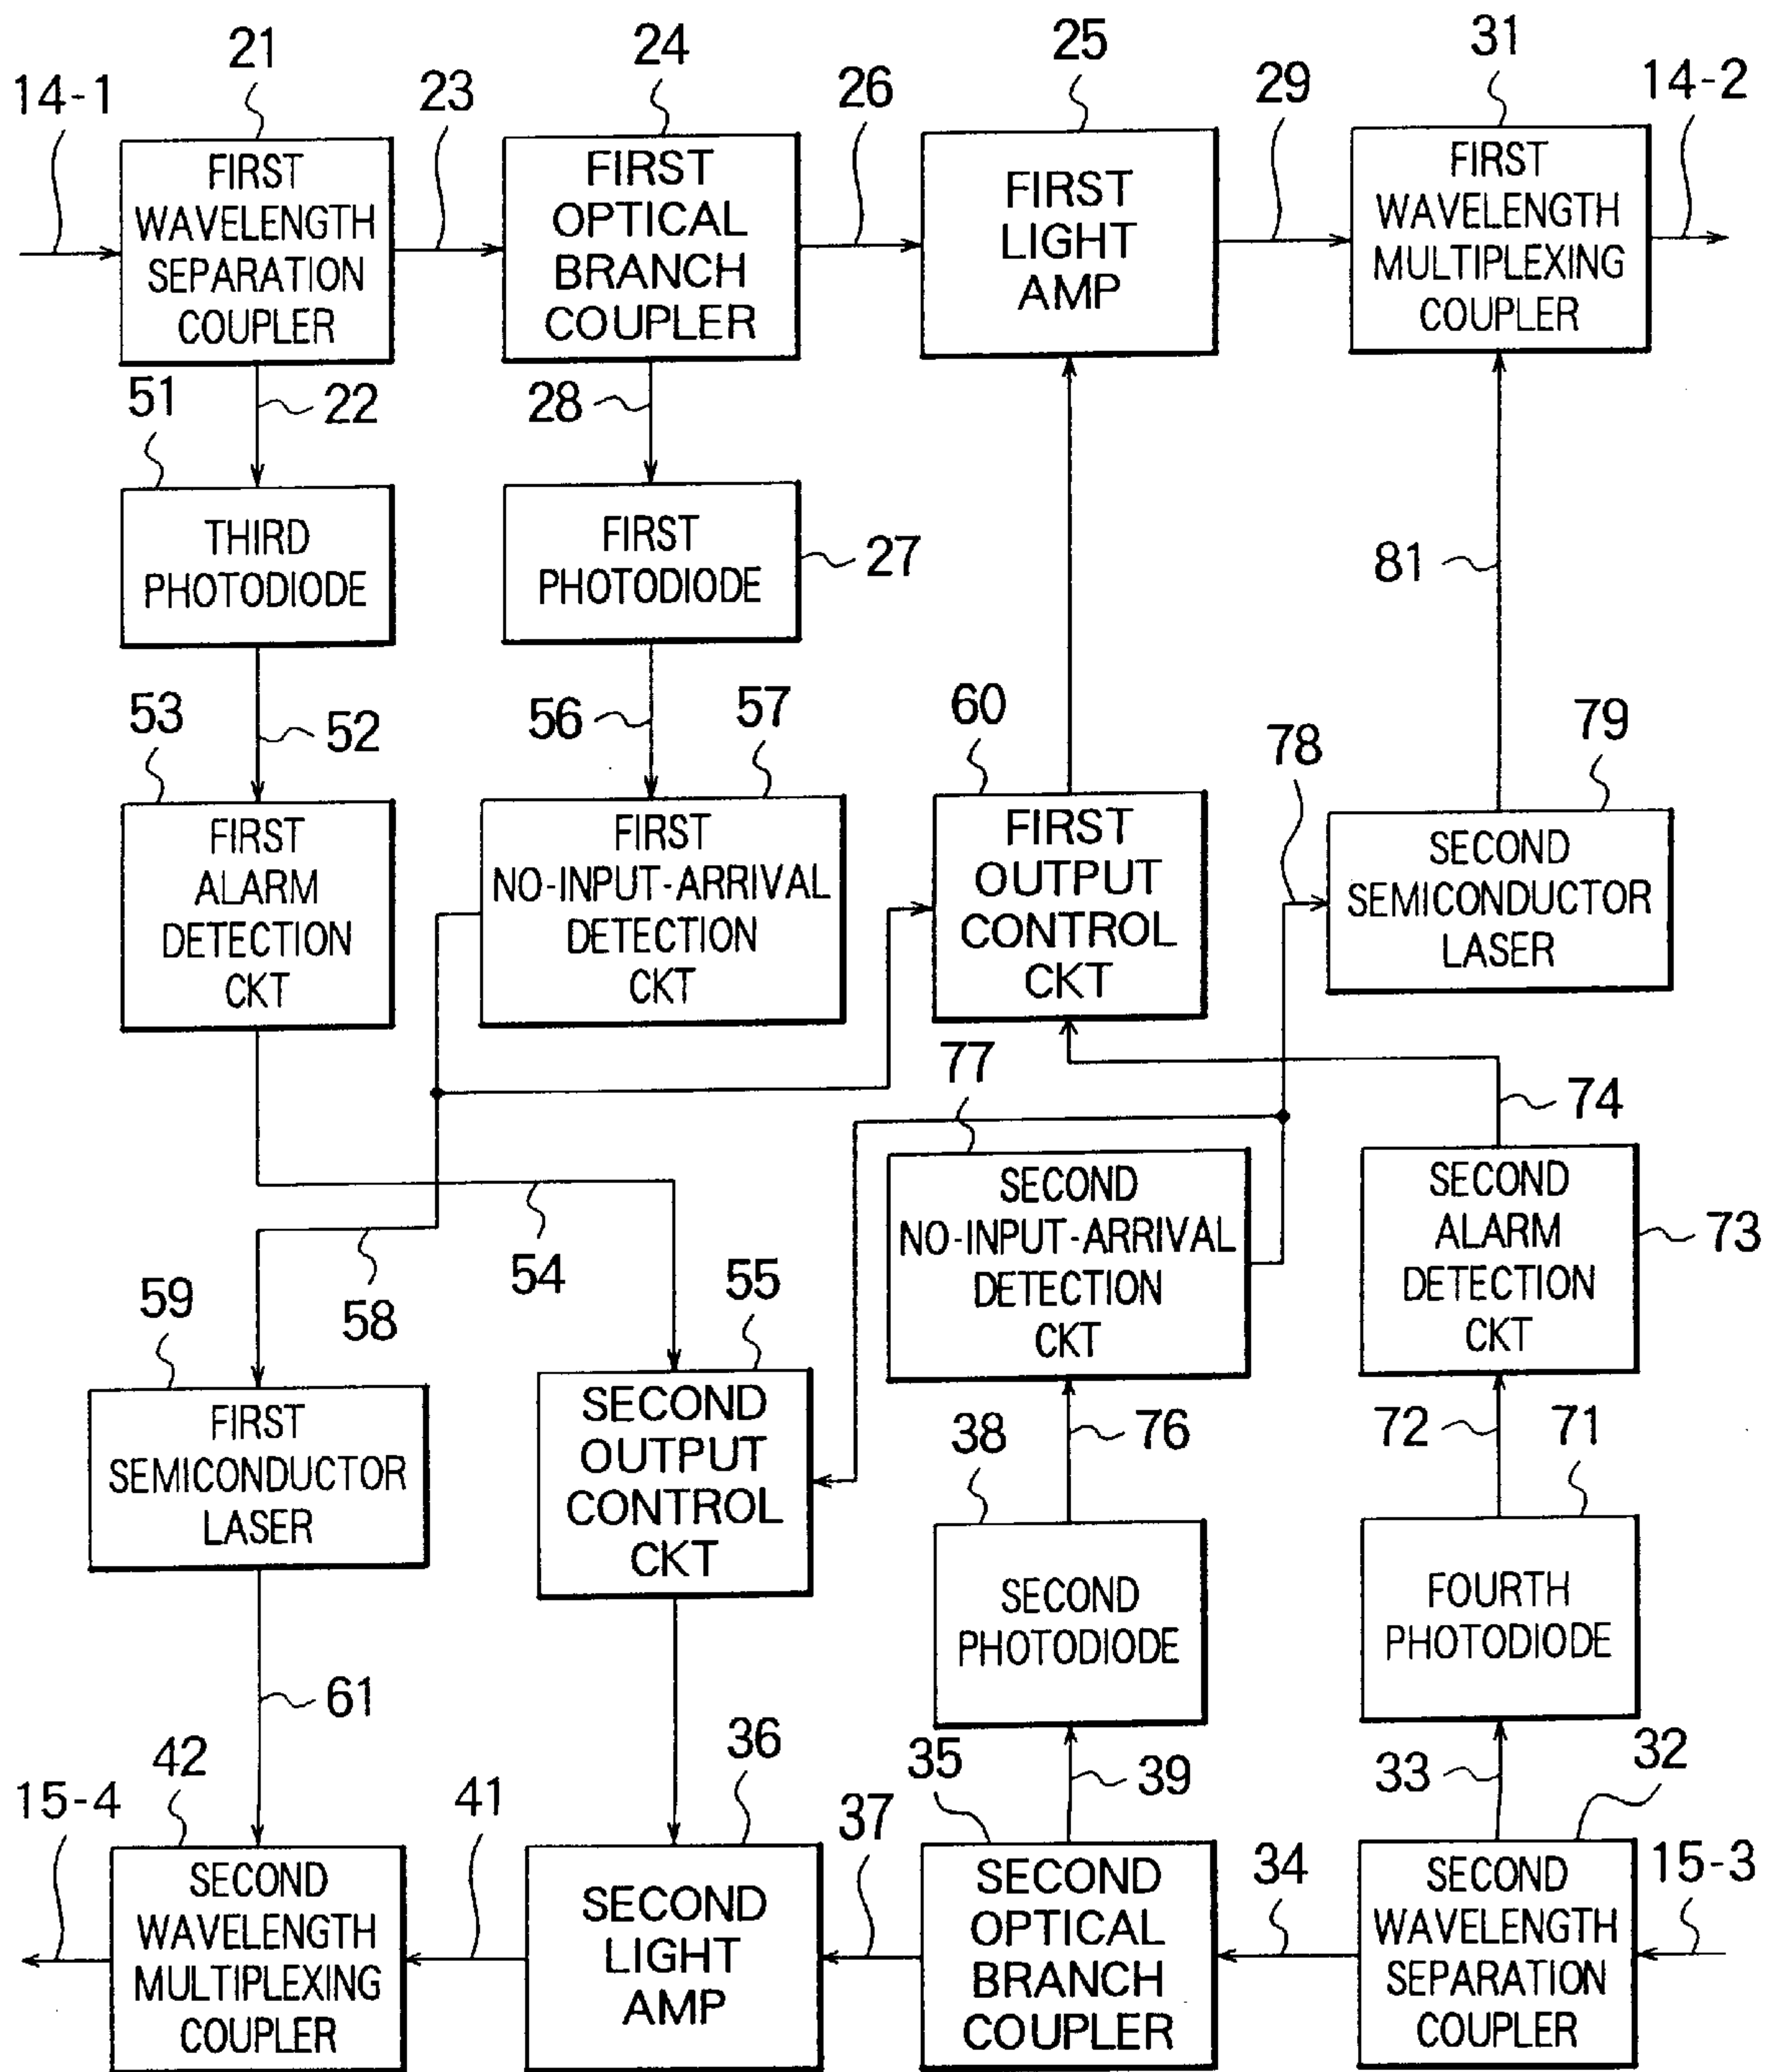 21
24
25
31
14-1
23
26
29
14-2
FIRST
WAVELENGTH
SEPARATION
COUPLER
FIRST
OPTICAL
BRANCH
COUPLER
FIRST
LIGHT
AMP
FIRST
WAVELENGTH
MULTIPLEXING
COUPLER
51
22
28
THIRD
PHOTODIODE
FIRST
PHOTODIODE
27
81
53
52
56
57
60
78
79
FIRST
ALARM
DETECTION
CKT
FIRST
NO-INPUT-ARRIVAL
DETECTION
CKT
FIRST
OUTPUT
CONTROL
CKT
SECOND
SEMICONDUCTOR
LASER
77
74
SECOND
NO-INPUT-ARRIVAL
DETECTION
CKT
SECOND
ALARM
DETECTION
CKT
73
54
59
58
55
FIRST
SEMICONDUCTOR
LASER
SECOND
OUTPUT
CONTROL
CKT
38
76
72
71
SECOND
PHOTODIODE
FOURTH
PHOTODIODE
61
42
36
35
39
33
32
15-4
41
37
34
15-3
SECOND
WAVELENGTH
MULTIPLEXING
COUPLER
SECOND
LIGHT
AMP
SECOND
OPTICAL
BRANCH
COUPLER
SECOND
WAVELENGTH
SEPARATION
COUPLER